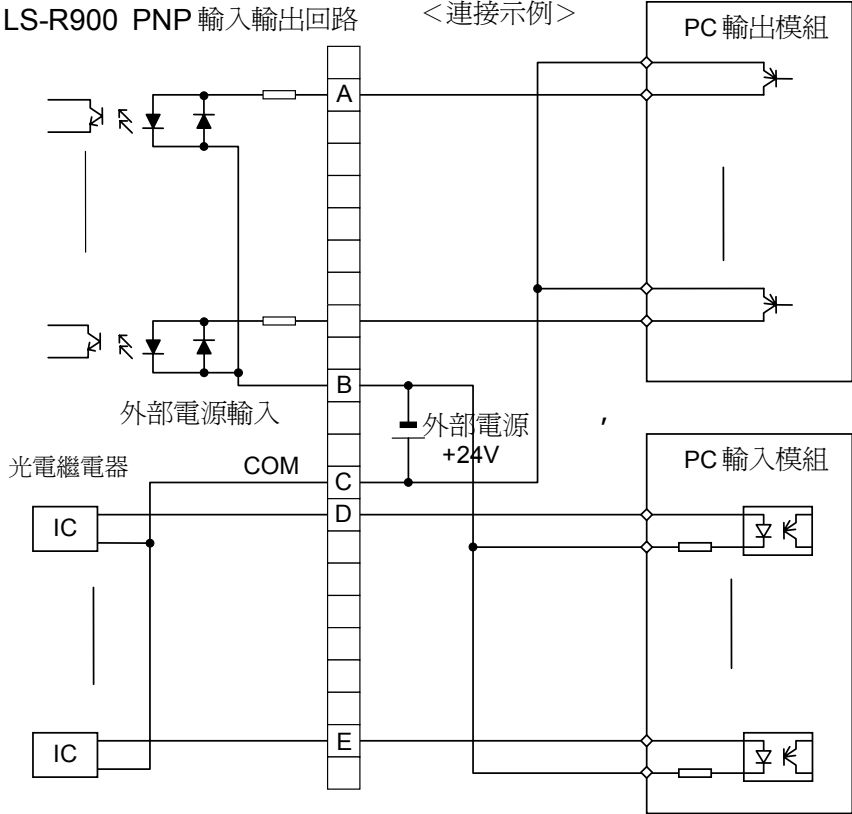 LS-R900 PNP 輸入輸出回路
＜連接示例＞
PC 輸出模組
A
B
外部電源輸入
外部電源
+24V
,
光電繼電器
COM
C
PC 輸入模組
D
IC
E
IC